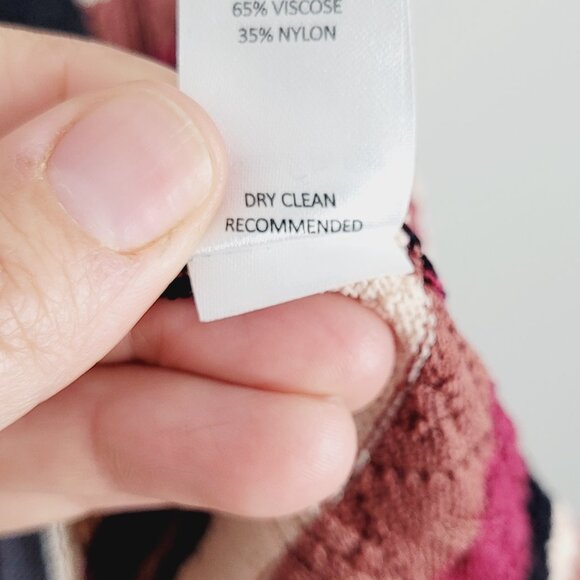 65% VISCOSE
35% NYLON
DRY CLEAN
RECOMMENDED